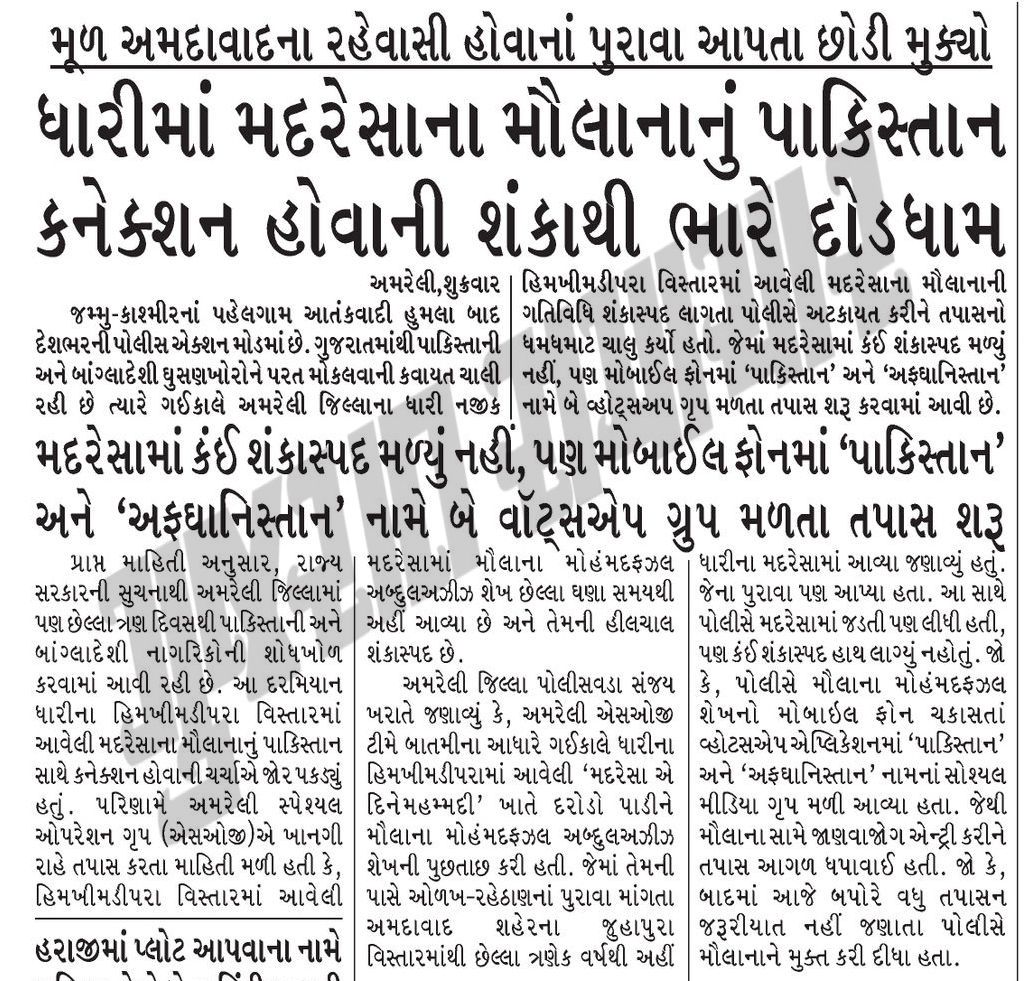 મૂળ અમદાવાદના રહેવાસી હોવાનાં પુરાવા આપતા છોડી મુક્યો
ધારીમાં મદરેસાના મૌલાનાનું પાકિસ્તાન
કનેક્શન હોવાની શંકાથી ભારે દોડધામ
અમરેલી,શુક્રવાર
જમ્મુ-કાશ્મીરનાં પહેલગામ આતંકવાદી હુમલા બાદ
દેશભરની પોલીસ એક્શન મોડમાં છે. ગુજરાતમાંથી પાકિસ્તાની
અને બાંગ્લાદેશી ઘુસણખોરોને પરત મોકલવાની કવાયત ચાલી
રહી છે ત્યારે ગઈકાલે અમરેલી જિલ્લાના ધારી નજીક
હિમખીમડીપરા વિસ્તારમાં આવેલી મદરેસાના મૌલાનાની
ગતિવિધિ શંકાસ્પદ લાગતા પોલીસે અટકાયત કરીને તપાસનો
ધમધમાટ ચાલુ કર્યો હતો. જેમાં મદરેસામાં કંઈ શંકાસ્પદ મળ્યું
નહીં, પણ મોબાઈલ ફોનમાં ‘પાકિસ્તાન’ અને ‘અફઘાનિસ્તાન’
નામે બે વ્હોટ્સઅપ ગૃપ મળતા તપાસ શરૂ કરવામાં આવી છે.
મદરેસામાં કંઈ શંકાસ્પદ મળ્યું નહીં, પણ મોબાઈલ ફોનમાં ‘પાકિસ્તાન’
અને ‘અફઘાનિસ્તાન’ નામે બે વૉટ્સએપ ગ્રુપ મળતા તપાસ શરૂ
પ્રાપ્ત માહિતી અનુસાર, રાજ્ય
સરકારની સુચનાથી અમરેલી જિલ્લામાં
પણ છેલ્લા ત્રણ દિવસથી પાકિસ્તાની અને
બાંગ્લાદેશી નાગરિકોની શોધખોળ
કરવામાં આવી રહી છે. આ દરમિયાન
ધારીના હિમખીમડીપરા વિસ્તારમાં
આવેલી મદરેસાના મૌલાનાનું પાકિસ્તાન
સાથે કનેક્શન હોવાની ચર્ચાએ જોર પકડ્યું
હતું. પરિણામે અમરેલી સ્પેશ્યલ
ઓપરેશન ગૃપ (એસઓજી)એ ખાનગી
રાહે તપાસ કરતા માહિતી મળી હતી કે,
હિમખીમડીપરા વિસ્તારમાં આવેલી
મદરેસામાં મૌલાના મોહંમદફઝલ
અબ્દુલઅઝીઝ શેખ છેલ્લા ઘણા સમયથી
અહીં આવ્યા છે અને તેમની હીલચાલ
શંકાસ્પદ છે.
અમરેલી જિલ્લા પોલીસવડા સંજય
ખરાતે જણાવ્યું કે, અમરેલી એસઓજી
ટીમે બાતમીના આધારે ગઈકાલે ધારીના
હિમખીમડીપરામાં આવેલી ‘મદરેસા એ
દિનેમહમ્મદી’ ખાતે દરોડો પાડીને
મૌલાના મોહંમદફઝલ અબ્દુલઅઝીઝ
શેખની પુછતાછ કરી હતી. જેમાં તેમની
પાસે ઓળખ-રહેઠાણનાં પુરાવા માંગતા
અમદાવાદ શહેરના જુહાપુરા
વિસ્તારમાંથી છેલ્લા ત્રણેક વર્ષથી અહીં
ધારીના મદરેસામાં આવ્યા જણાવ્યું હતું.
જેના પુરાવા પણ આપ્યા હતા. આ સાથે
પોલીસે મદરેસામાં જડતી પણ લીધી હતી,
પણ કંઈ શંકાસ્પદ હાથ લાગ્યું નહોતું. જો
કે, પોલીસે મૌલાના મોહંમદફઝલ
શેખનો મોબાઇલ ફોન ચકાસતાં
વ્હોટસએપ એપ્લિકેશનમાં ‘પાકિસ્તાન’
અને ‘અફઘાનિસ્તાન’ નામનાં સોશ્યલ
મીડિયા ગૃપ મળી આવ્યા હતા. જેથી
મૌલાના સામે જાણવાજોગ એન્ટ્રી કરીને
તપાસ આગળ ધપાવાઈ હતી. જો કે,
બાદમાં આજે બપોરે વધુ તપાસન
જરૂરીયાત નહીં જણાતા પોલીસે
મૌલાનાને મુક્ત કરી દીધા હતા.
હરાજીમાં પ્લોટ આપવાના નામે
ગુજરાત સમાચાર